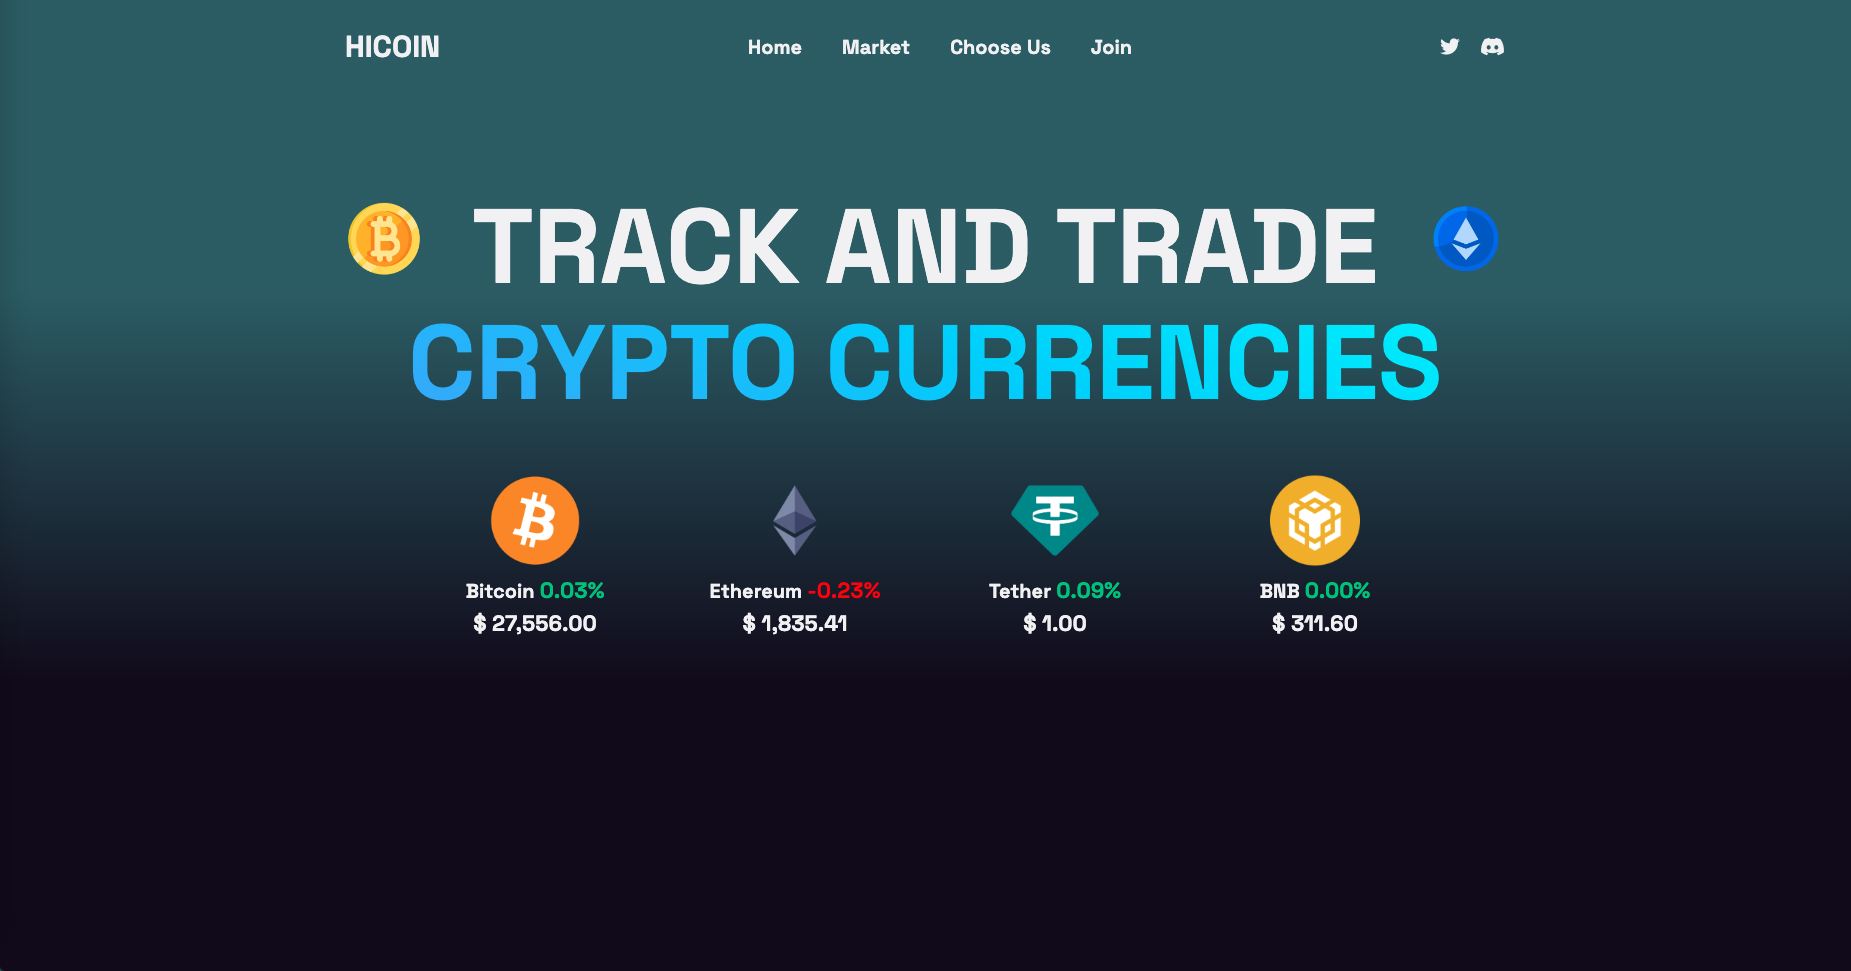 HICOIN
Home Market Choose Us Join
TRACK AND TRADE
CRYPTO CURRENCIES
Bitcoin 0.03%
$ 27,556.00
Ethereum -0.23%
$ 1,835.41
Tether 0.09%
$ 1.00
BNB 0.00%
$ 311.60